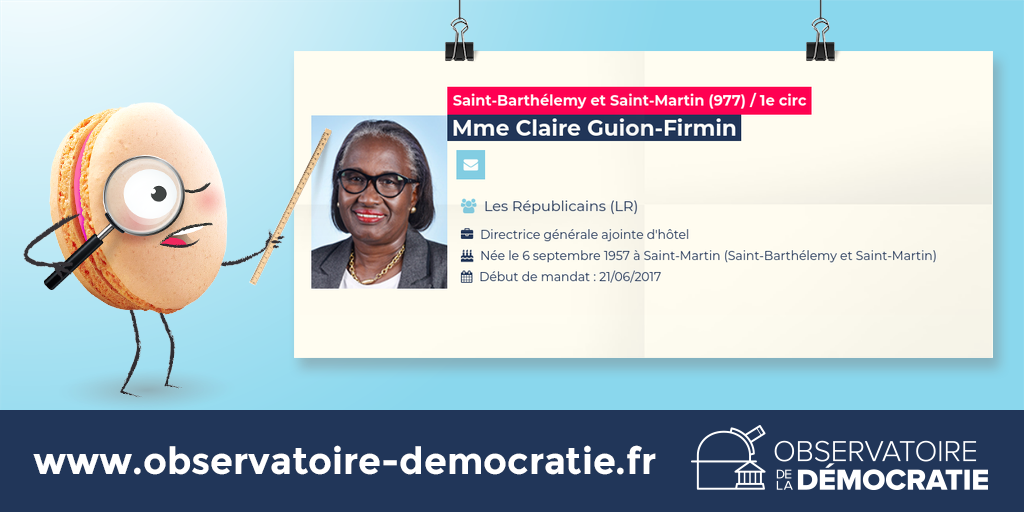 Saint-Barthélemy et Saint-Martin (977) / 1e circ
Mme Claire Guion-Firmin
Les Républicains (LR)
Directrice générale ajointe d'hôtel
Née le 6 septembre 1957 à Saint-Martin (Saint-Barthélemy et Saint-Martin)
Début de mandat : 21/06/2017
www.observatoire-democratie.fr
OBSERVATOIRE
DE LA DÉMOCRATIE